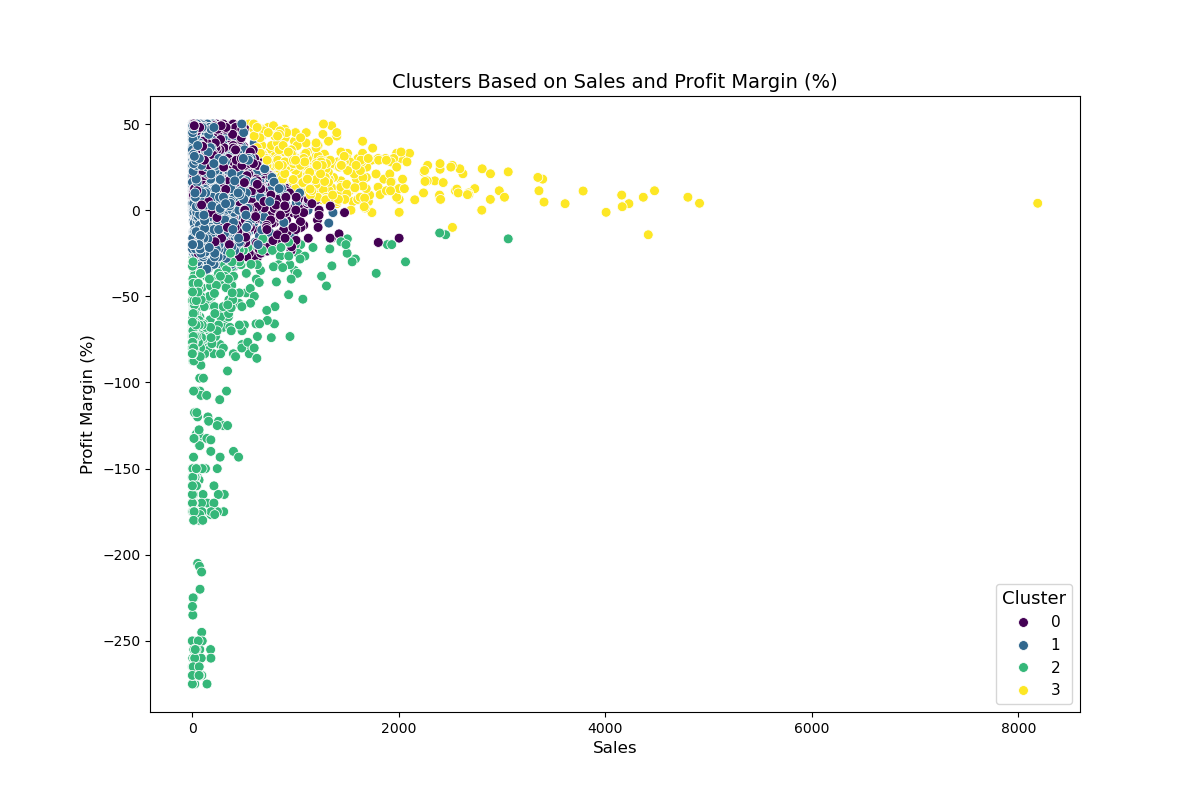 Clusters Based on Sales and Profit Margin (%)
Profit Margin (%)
50
0
−50
−100
−150
−200
−250
0 2000 4000 6000 8000
Sales
Cluster
0
1
2
3